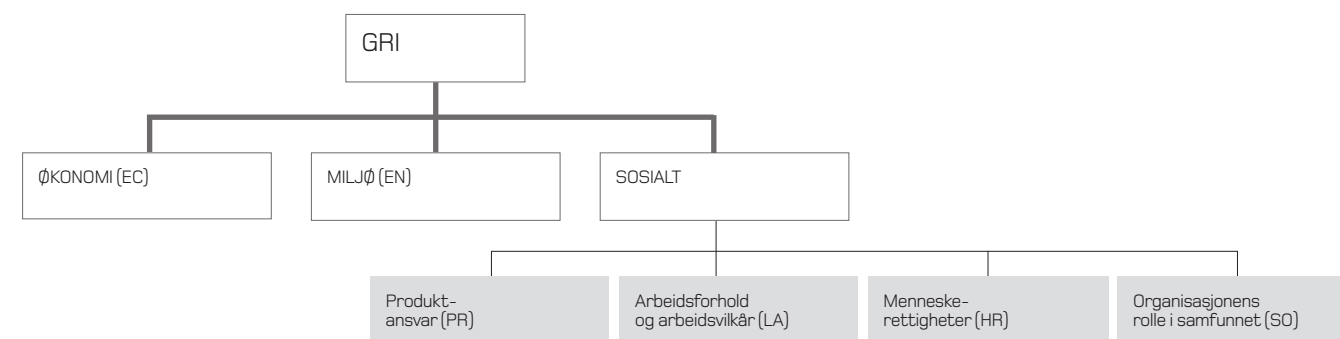 GRI
ØKONOMI (EC)
MILJØ (EN)
SOSIALT
Produkt-
ansvar (PR)
Arbeidsforhold
og arbeidsvilkår (LA)
Menneske-
rettigheter (HR)
Organisasjonens
rolle i samfunnet (SO)